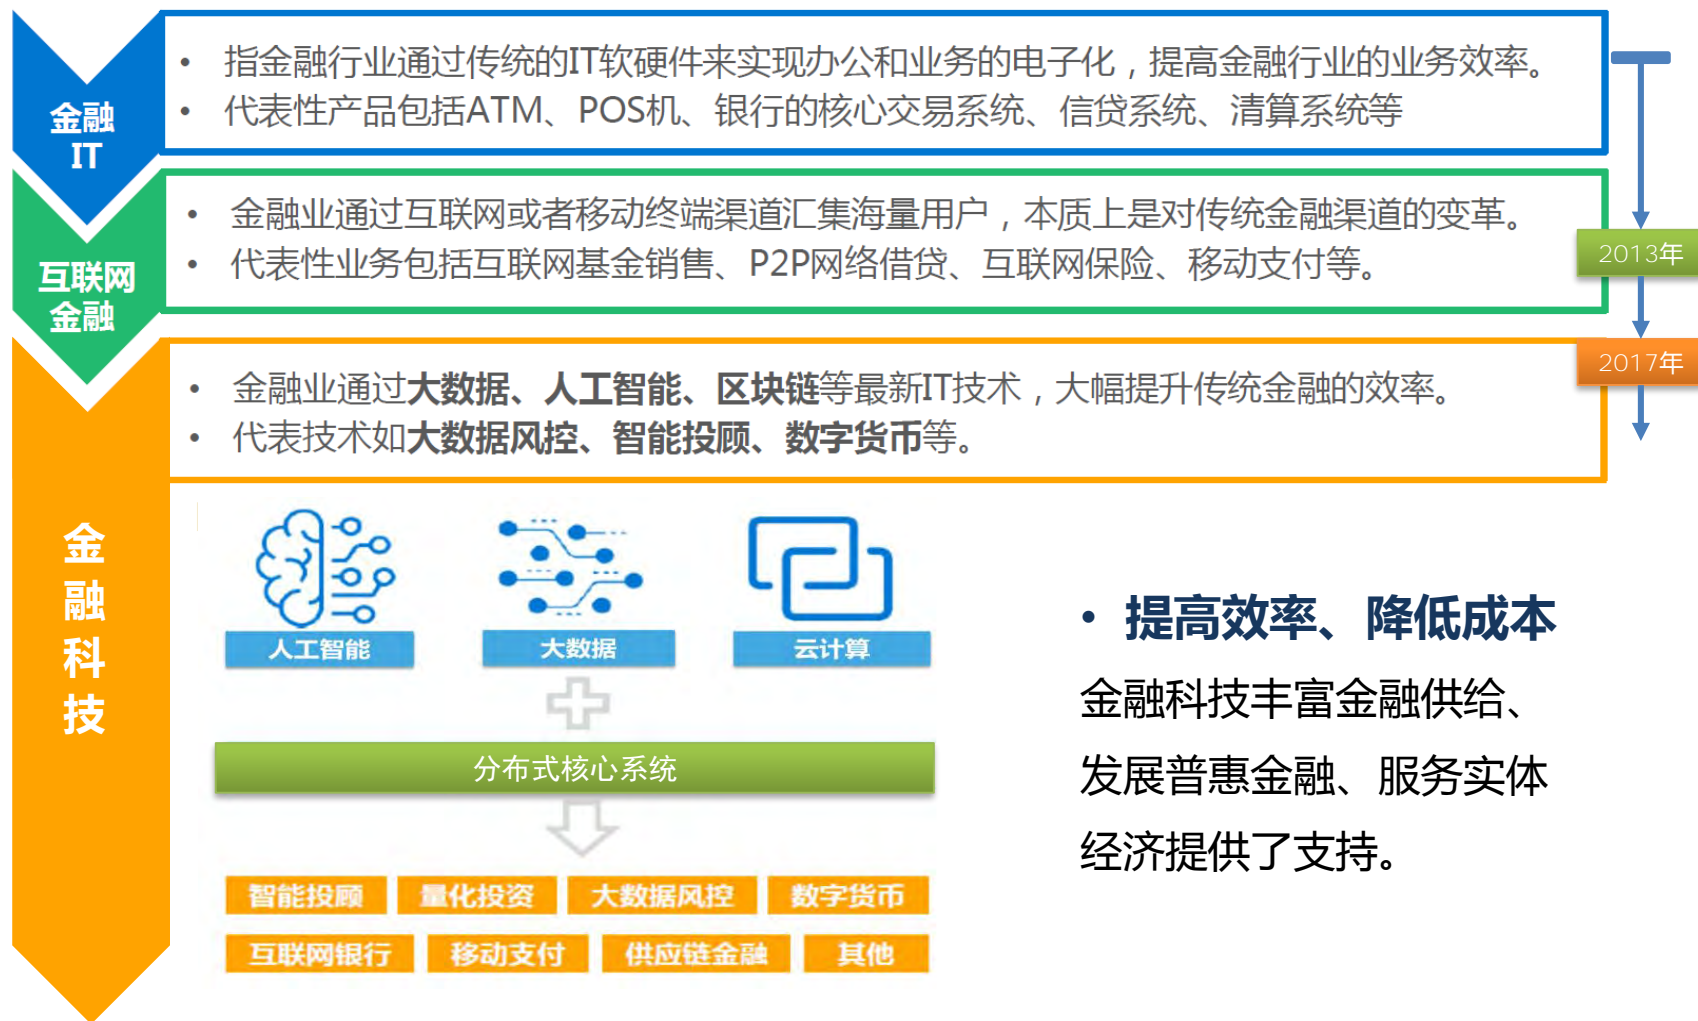 金融
IT
• 指金融行业通过传统的IT软硬件来实现办公和业务的电子化，提高金融行业的业务效率。
• 代表性产品包括ATM、POS机、银行的核心交易系统、信贷系统、清算系统等
互联网
金融
• 金融业通过互联网或者移动终端渠道汇集海量用户，本质上是对传统金融渠道的变革。
• 代表性业务包括互联网基金销售、P2P网络借贷、互联网保险、移动支付等。
2013年
2017年
• 金融业通过大数据、人工智能、区块链等最新IT技术，大幅提升传统金融的效率。
• 代表技术如大数据风控、智能投顾、数字货币等。
金
融
科
技
人工智能 大数据 云计算
分布式核心系统
智能投顾 量化投资 大数据风控 数字货币
互联网银行 移动支付 供应链金融 其他
• 提高效率、降低成本
金融科技丰富金融供给、
发展普惠金融、服务实体
经济提供了支持。